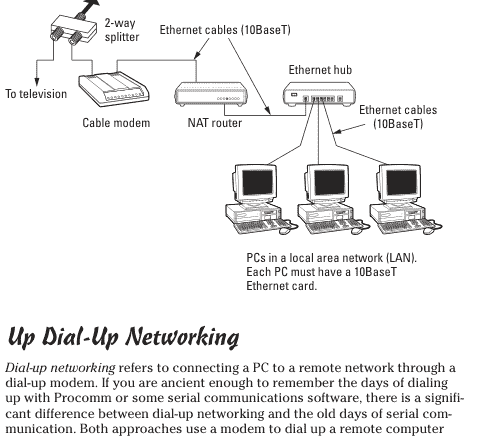 2-way
splitter
Ethernet cables (10BaseT)
Ethernet hub
To television
Cable modem
NAT router
Ethernet cables
(10BaseT)
PCs in a local area network (LAN).
Each PC must have a 10BaseT
Ethernet card.
Up Dial-Up Networking
Dial-up networking refers to connecting a PC to a remote network through a
dial-up modem. If you are ancient enough to remember the days of dialing
up with Procomm or some serial communications software, there is a signifi-
cant difference between dial-up networking and the old days of serial com-
munication. Both approaches use a modem to dial up a remote computer